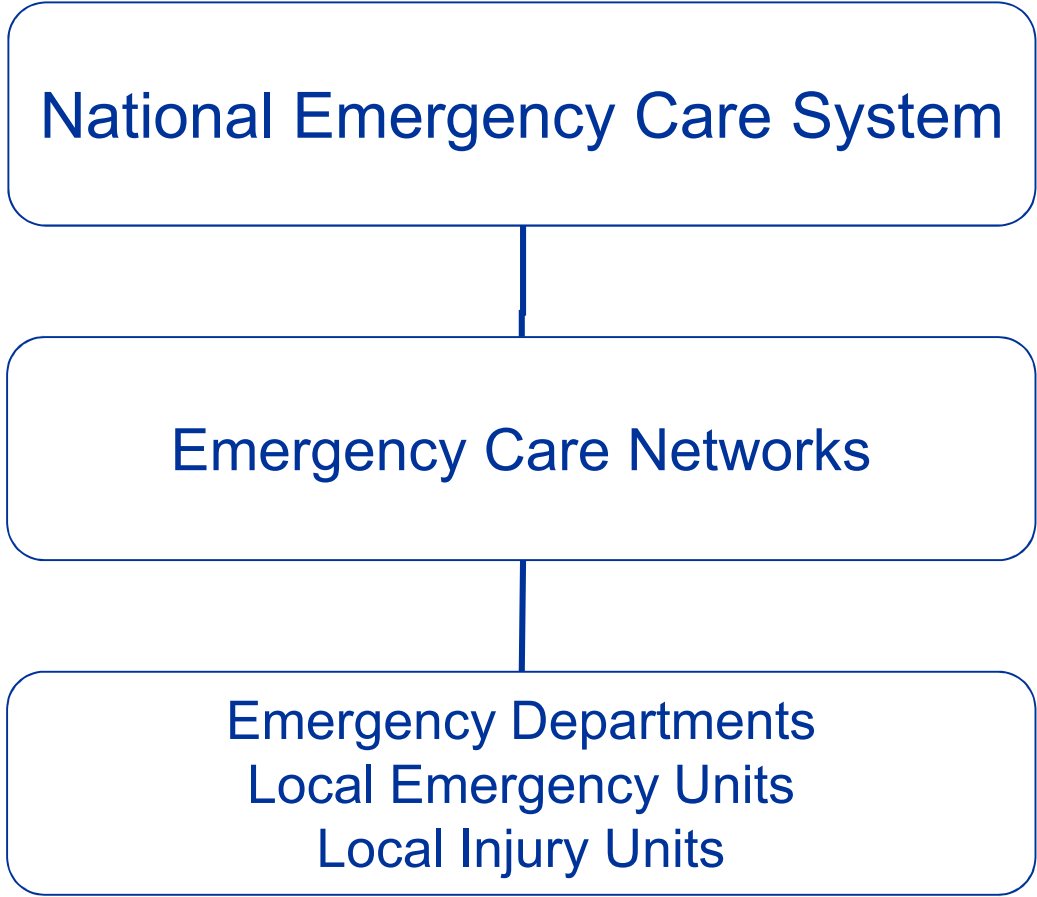 National Emergency Care System
Emergency Care Networks
Emergency Departments
Local Emergency Units
Local Injury Units